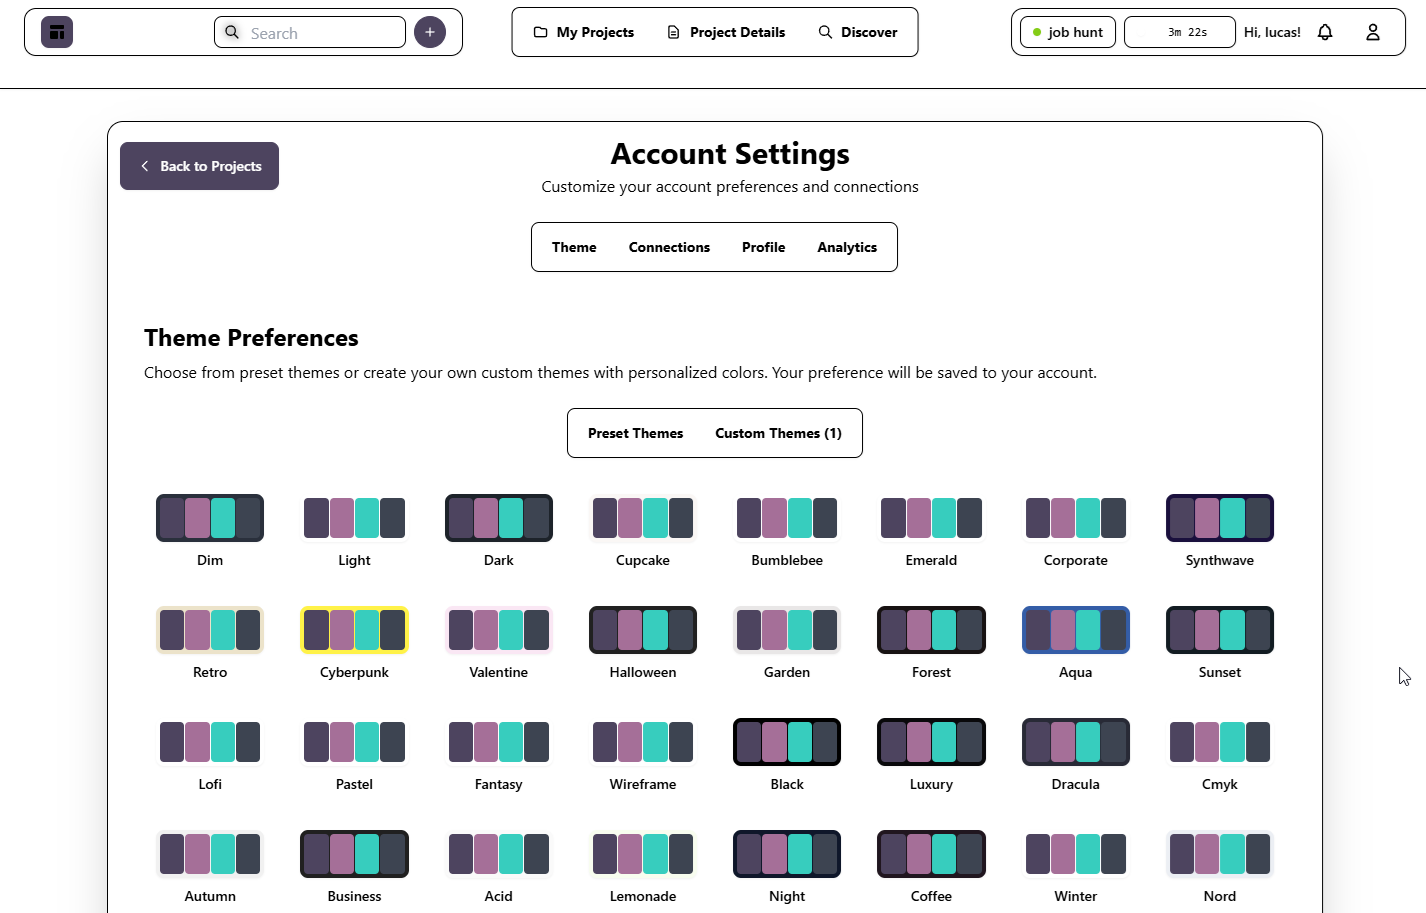 Search
My Projects
Project Details
Discover
job hunt
3m 22s
Hi, lucas!
Back to Projects
Account Settings
Customize your account preferences and connections
Theme
Connections
Profile
Analytics
Theme Preferences
Choose from preset themes or create your own custom themes with personalized colors. Your preference will be saved to your account.
Preset Themes
Custom Themes (1)
Dim
Light
Dark
Cupcake
Bumblebee
Emerald
Corporate
Synthwave
Retro
Cyberpunk
Valentine
Halloween
Garden
Forest
Aqua
Sunset
Lofi
Pastel
Fantasy
Wireframe
Black
Luxury
Dracula
Cmyk
Autumn
Business
Acid
Lemonade
Night
Coffee
Winter
Nord